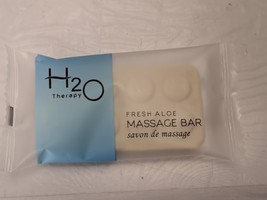 H2O
Therapy
FRESH ALOE
MASSAGE BAR
savon de massage